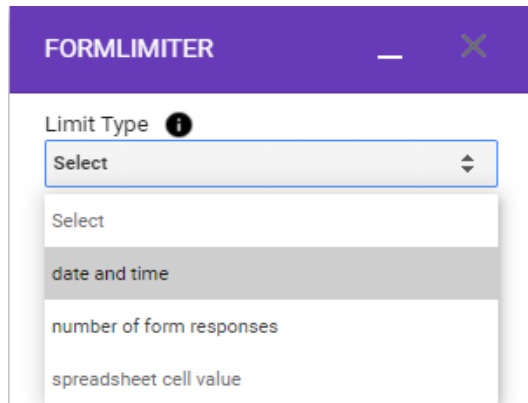 FORMLIMITER
Limit Type
Select
Select
date and time
number of form responses
spreadsheet cell value